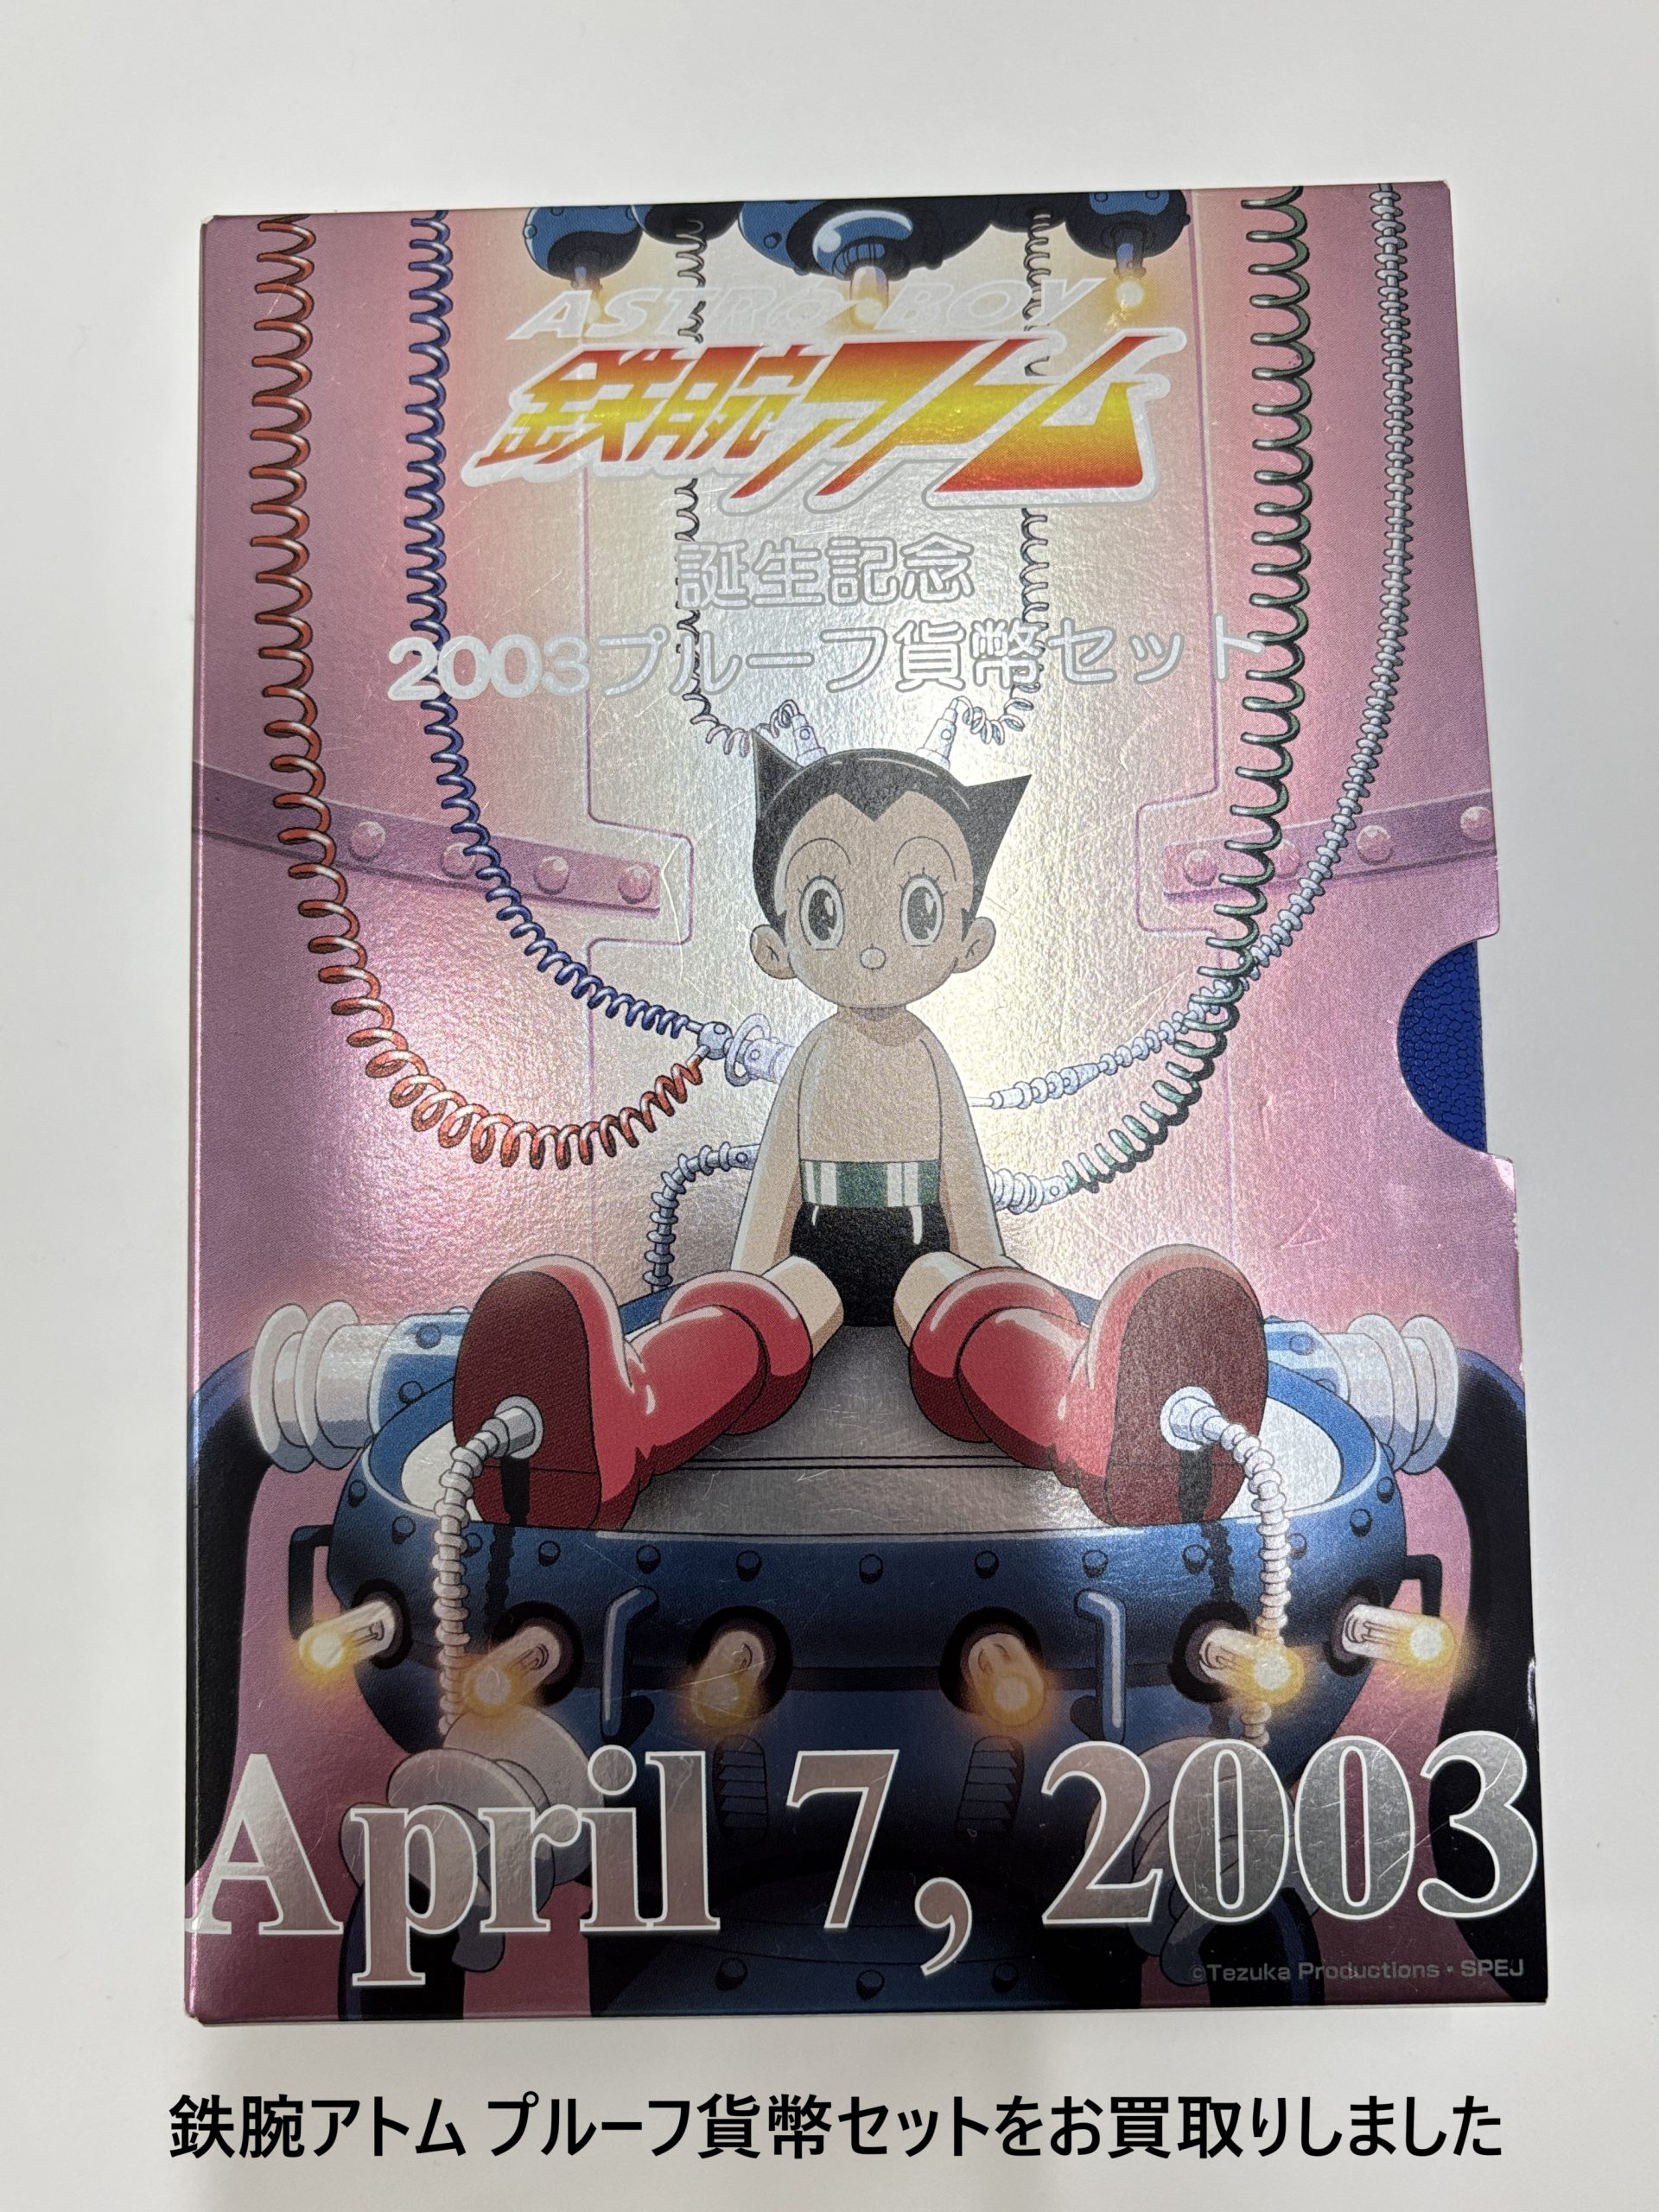 ASTRO・BOY
鉄腕アトム
誕生記念
2003プルーフ貨幣セット
April 7, 2003
©Tezuka Productions・SPEJ
鉄腕アトム プルーフ貨幣セットをお買取りしました